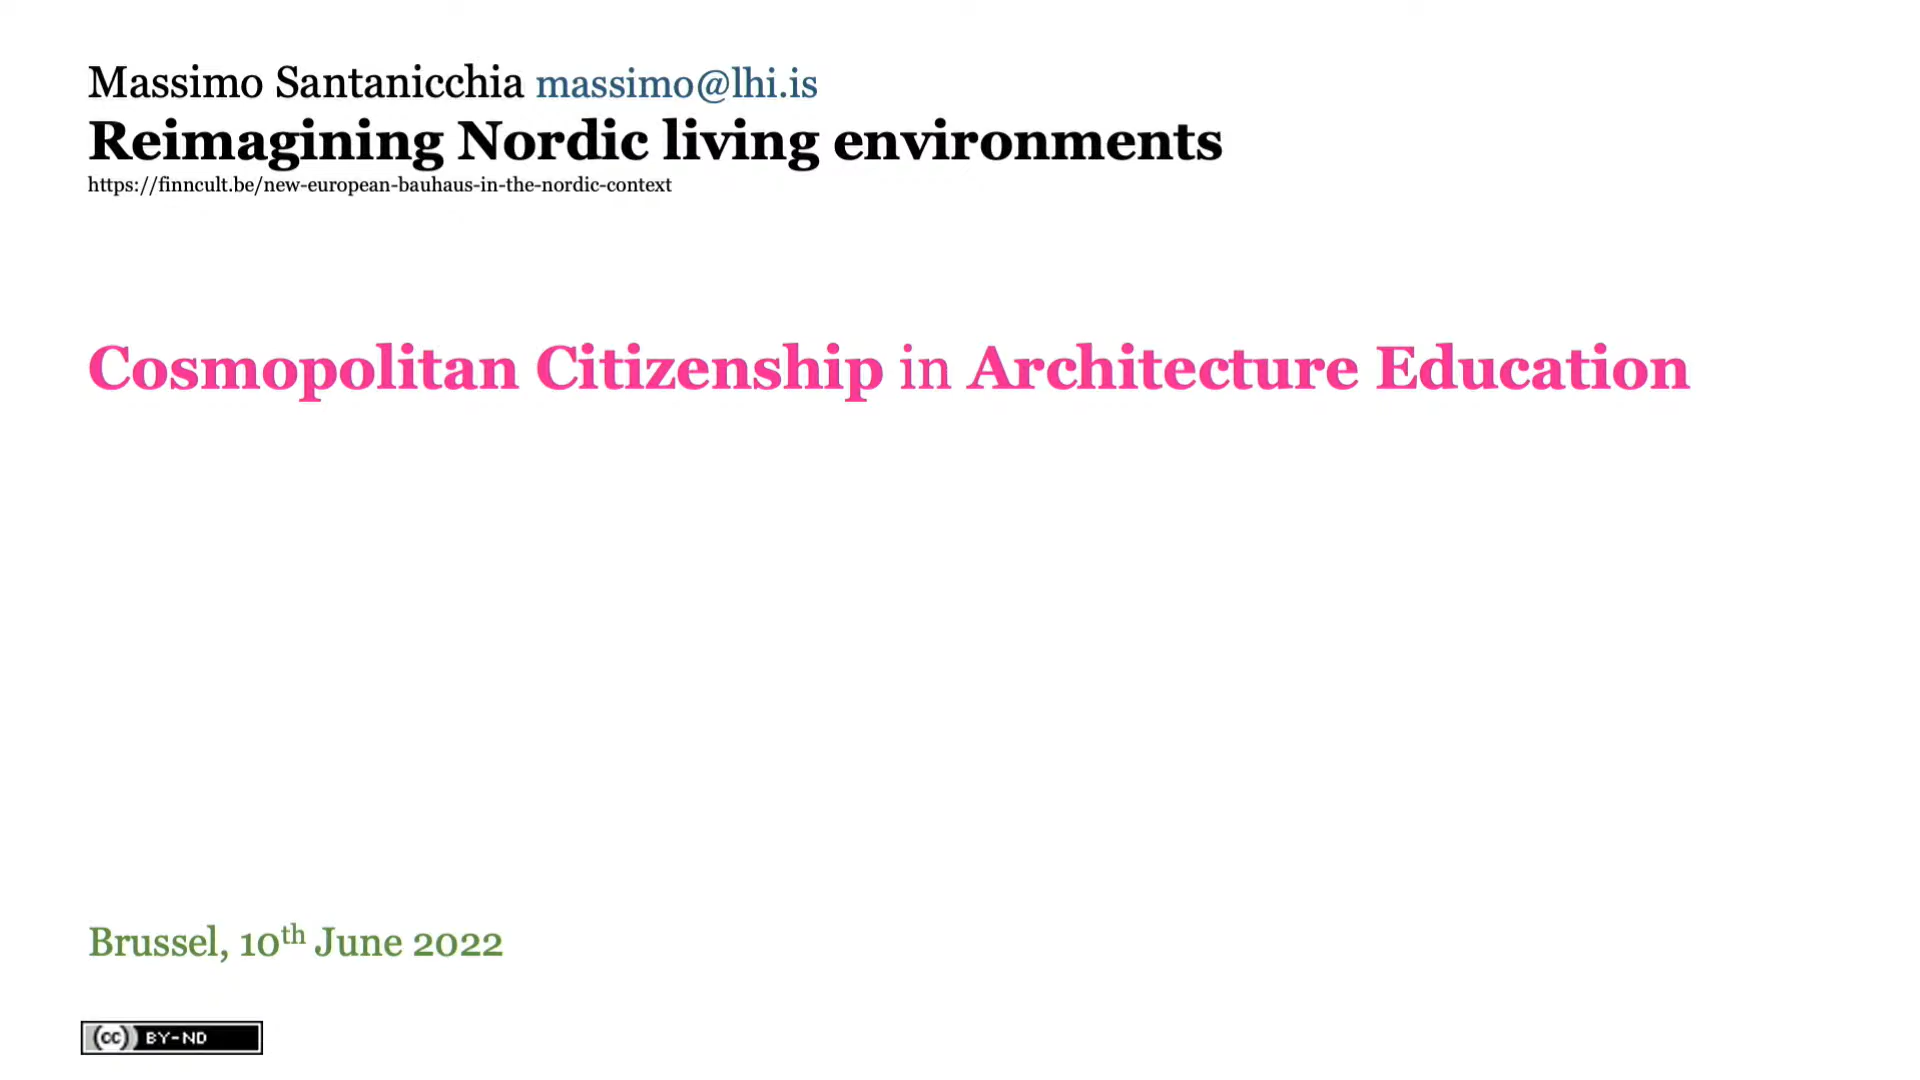 Massimo Santanicchia massimo@lhi.is
Reimagining Nordic living environments
https://finncult.be/new-european-bauhaus-in-the-nordic-context
Cosmopolitan Citizenship in Architecture Education
Brussel, 10th June 2022
(cc) BY-ND